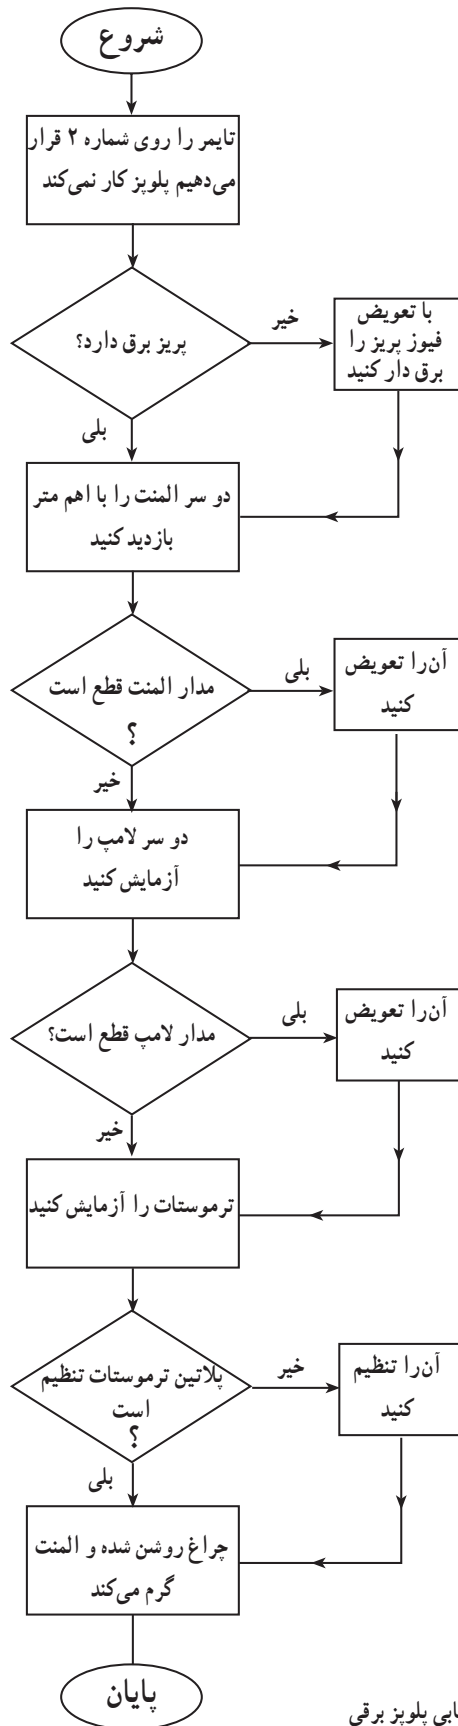 شروع
تایمر را روی شماره ۲ قرار
می‌دهیم پلوپز کار نمی‌کند
پریز برق دارد؟
خیر
با تعویض
فیوز پریز را
برق دار کنید
بلی
دو سر المنت را با اهم متر
بازدید کنید
مدار المنت قطع است
؟
بلی
آن‌را تعویض
کنید
خیر
دو سر لامپ را
آزمایش کنید
مدار لامپ قطع است؟
بلی
آن‌را تعویض
کنید
خیر
ترموستات را آزمایش کنید
پلاتین ترموستات تنظیم
است
؟
خیر
آن‌را تنظیم
کنید
بلی
چراغ روشن شده و المنت
گرم می‌کند
پایان
یابی پلوپز برقی